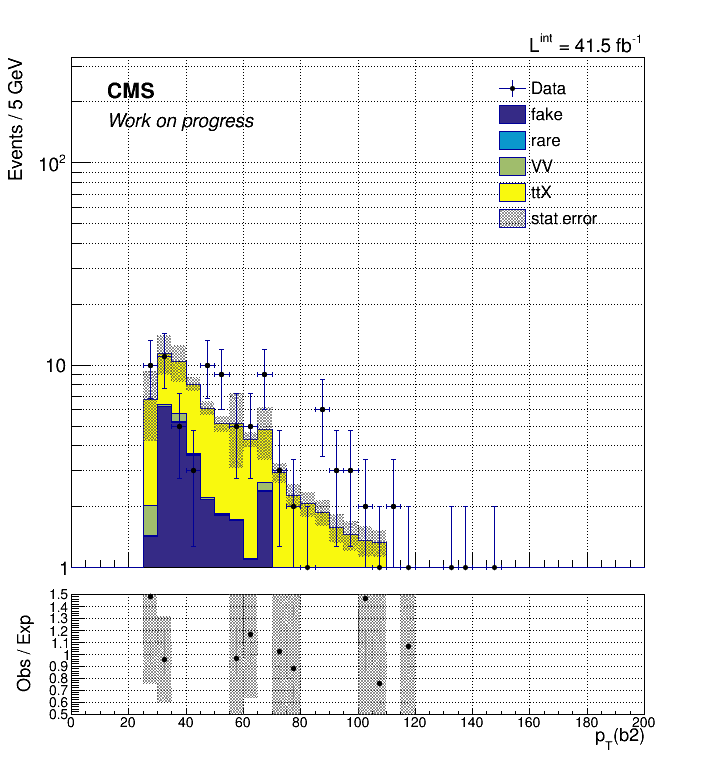 L^int = 41.5 fb^-1
Events / 5 GeV
CMS
Work on progress
Data
fake
rare
VV
ttX
stat error
10^2
10
1
Obs / Exp
1.5
1.4
1.3
1.2
1.1
1
0.9
0.8
0.7
0.6
0.5
0 20 40 60 80 100 120 140 160 180 200
p_T(b2)